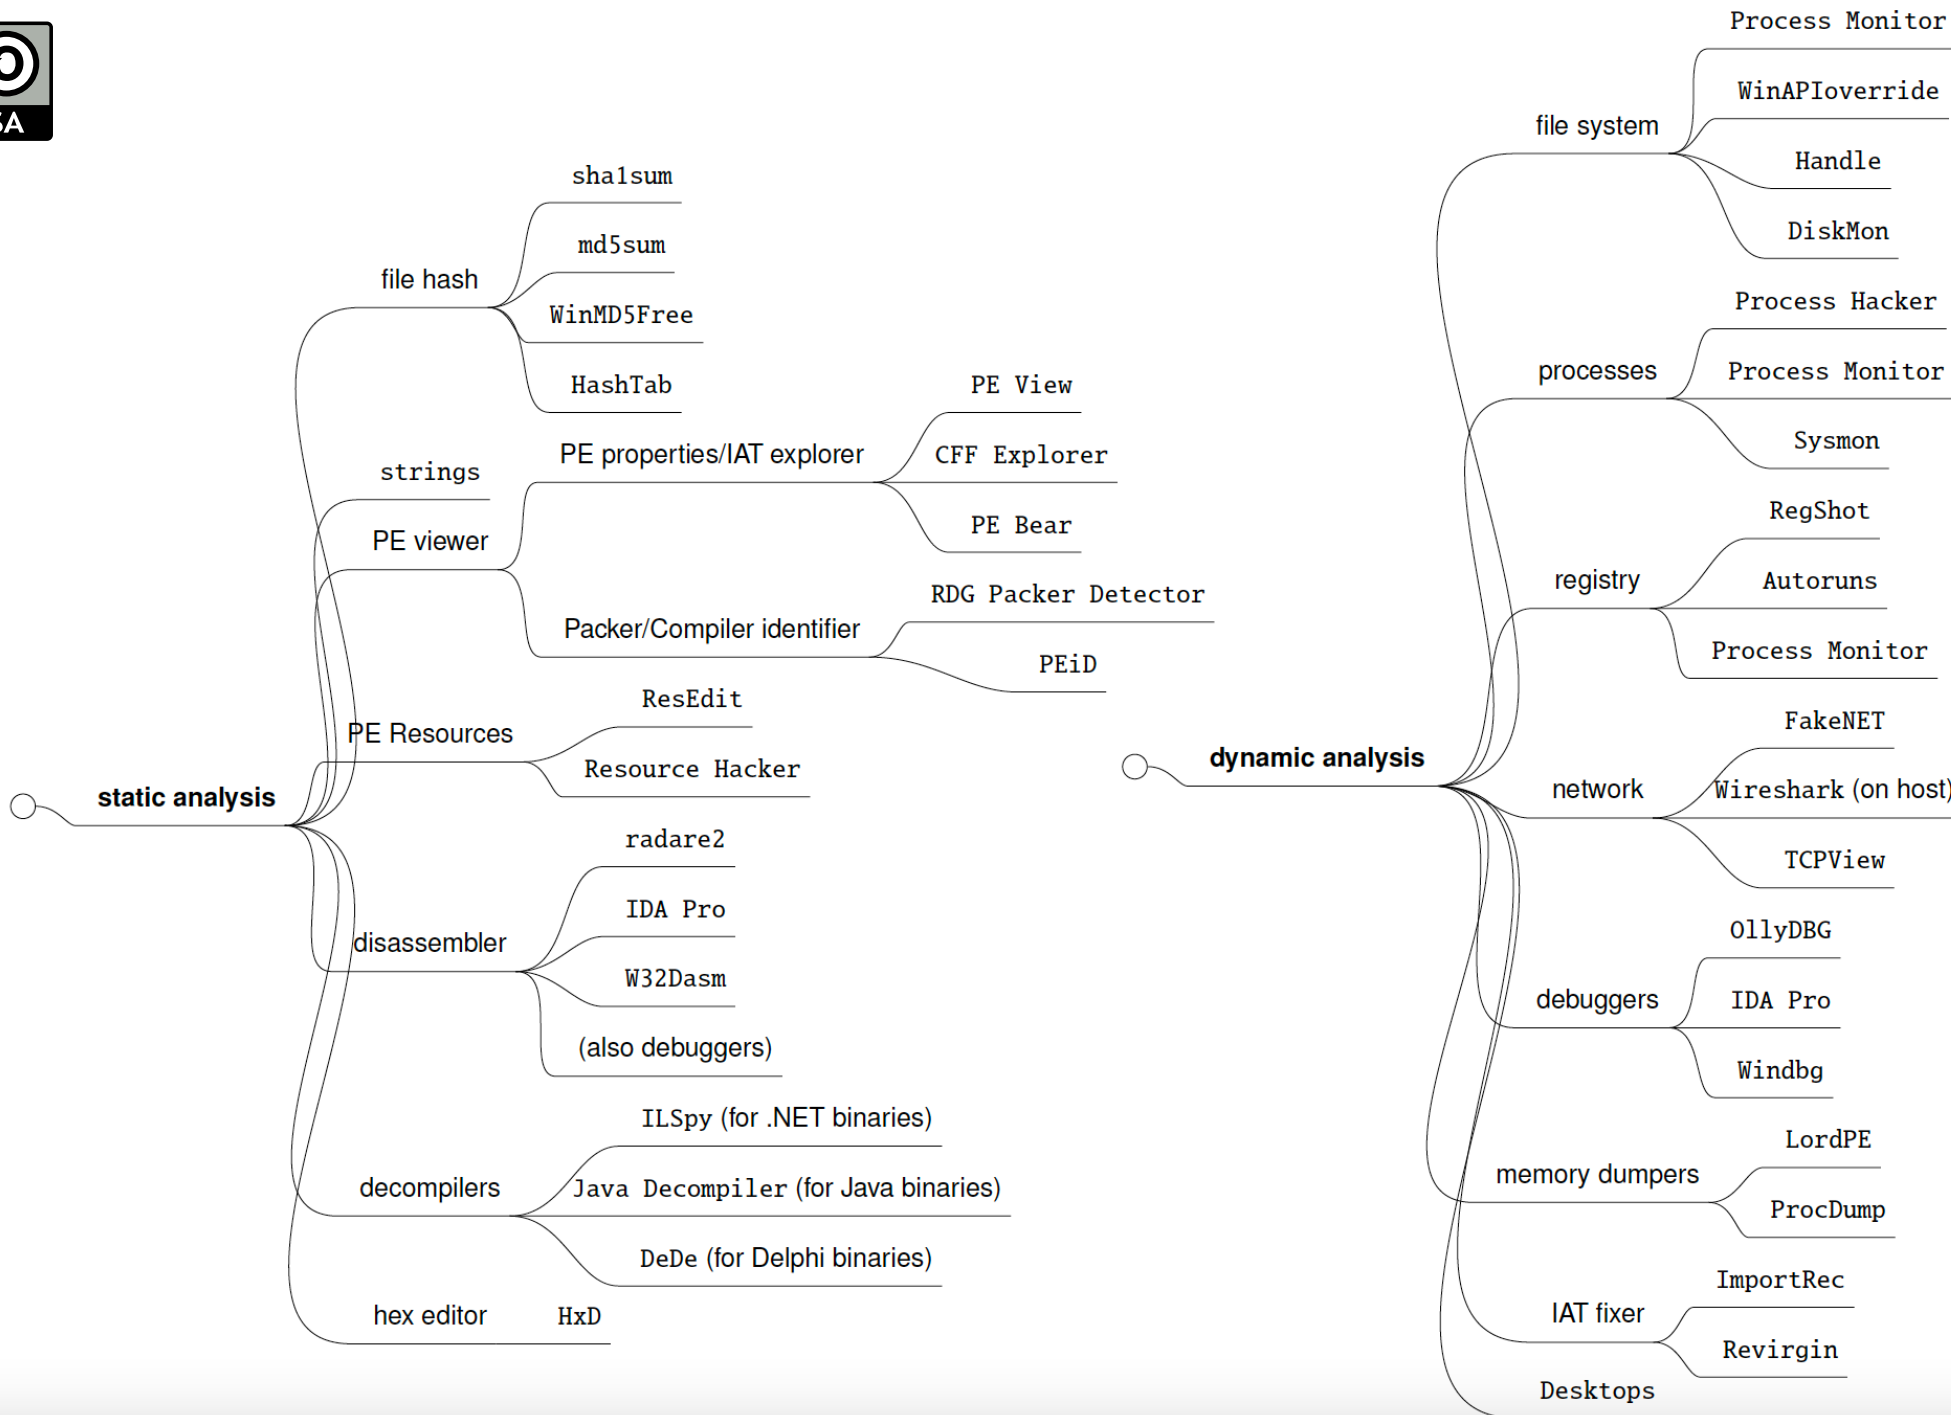 SA
static analysis
file hash
sha1sum
md5sum
WinMD5Free
HashTab
strings
PE viewer
PE properties/IAT explorer
PE View
CFF Explorer
PE Bear
Packer/Compiler identifier
RDG Packer Detector
PEiD
PE Resources
ResEdit
Resource Hacker
disassembler
radare2
IDA Pro
W32Dasm
(also debuggers)
decompilers
ILSpy (for .NET binaries)
Java Decompiler (for Java binaries)
DeDe (for Delphi binaries)
hex editor
HxD
dynamic analysis
file system
Process Monitor
WinAPIoverride
Handle
DiskMon
processes
Process Hacker
Process Monitor
Sysmon
registry
RegShot
Autoruns
Process Monitor
network
FakeNET
Wireshark (on host)
TCPView
debuggers
OllyDBG
IDA Pro
Windbg
memory dumpers
LordPE
ProcDump
IAT fixer
ImportRec
Revirgin
Desktops